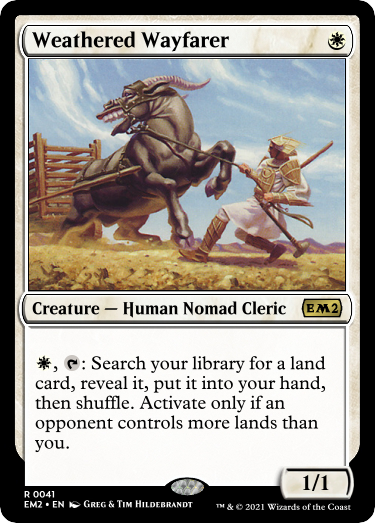 Weathered Wayfarer
Creature — Human Nomad Cleric
EM2
, : Search your library for a land
card, reveal it, put it into your hand,
then shuffle. Activate only if an
opponent controls more lands than
you.
1/1
R 0041
EM2 • EN Greg & Tim Hildebrandt
™ & © 2021 Wizards of the Coast